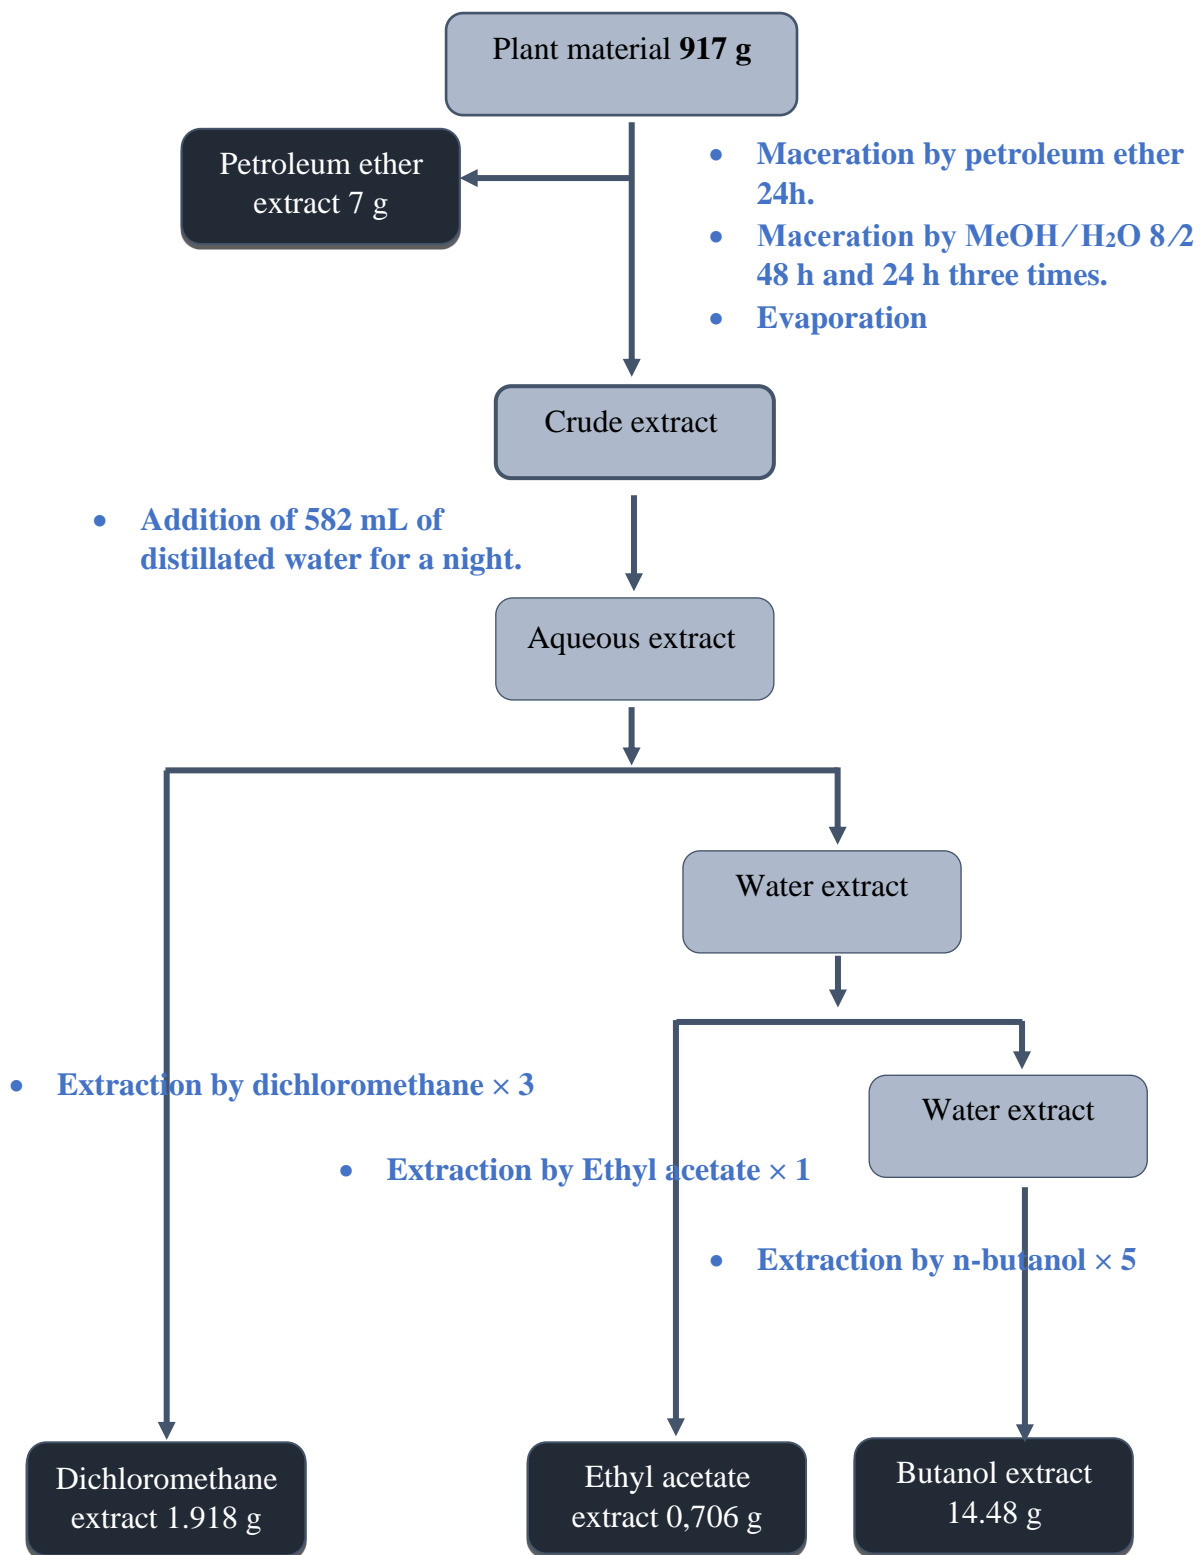 Plant material 917 g
Petroleum ether
extract 7 g
• Maceration by petroleum ether
24h.
• Maceration by MeOH ∕ H₂O 8 ∕2
48 h and 24 h three times.
• Evaporation
Crude extract
• Addition of 582 mL of
distillated water for a night.
Aqueous extract
Water extract
• Extraction by dichloromethane × 3
Water extract
• Extraction by Ethyl acetate × 1
• Extraction by n-butanol × 5
Dichloromethane
extract 1.918 g
Ethyl acetate
extract 0,706 g
Butanol extract
14.48 g